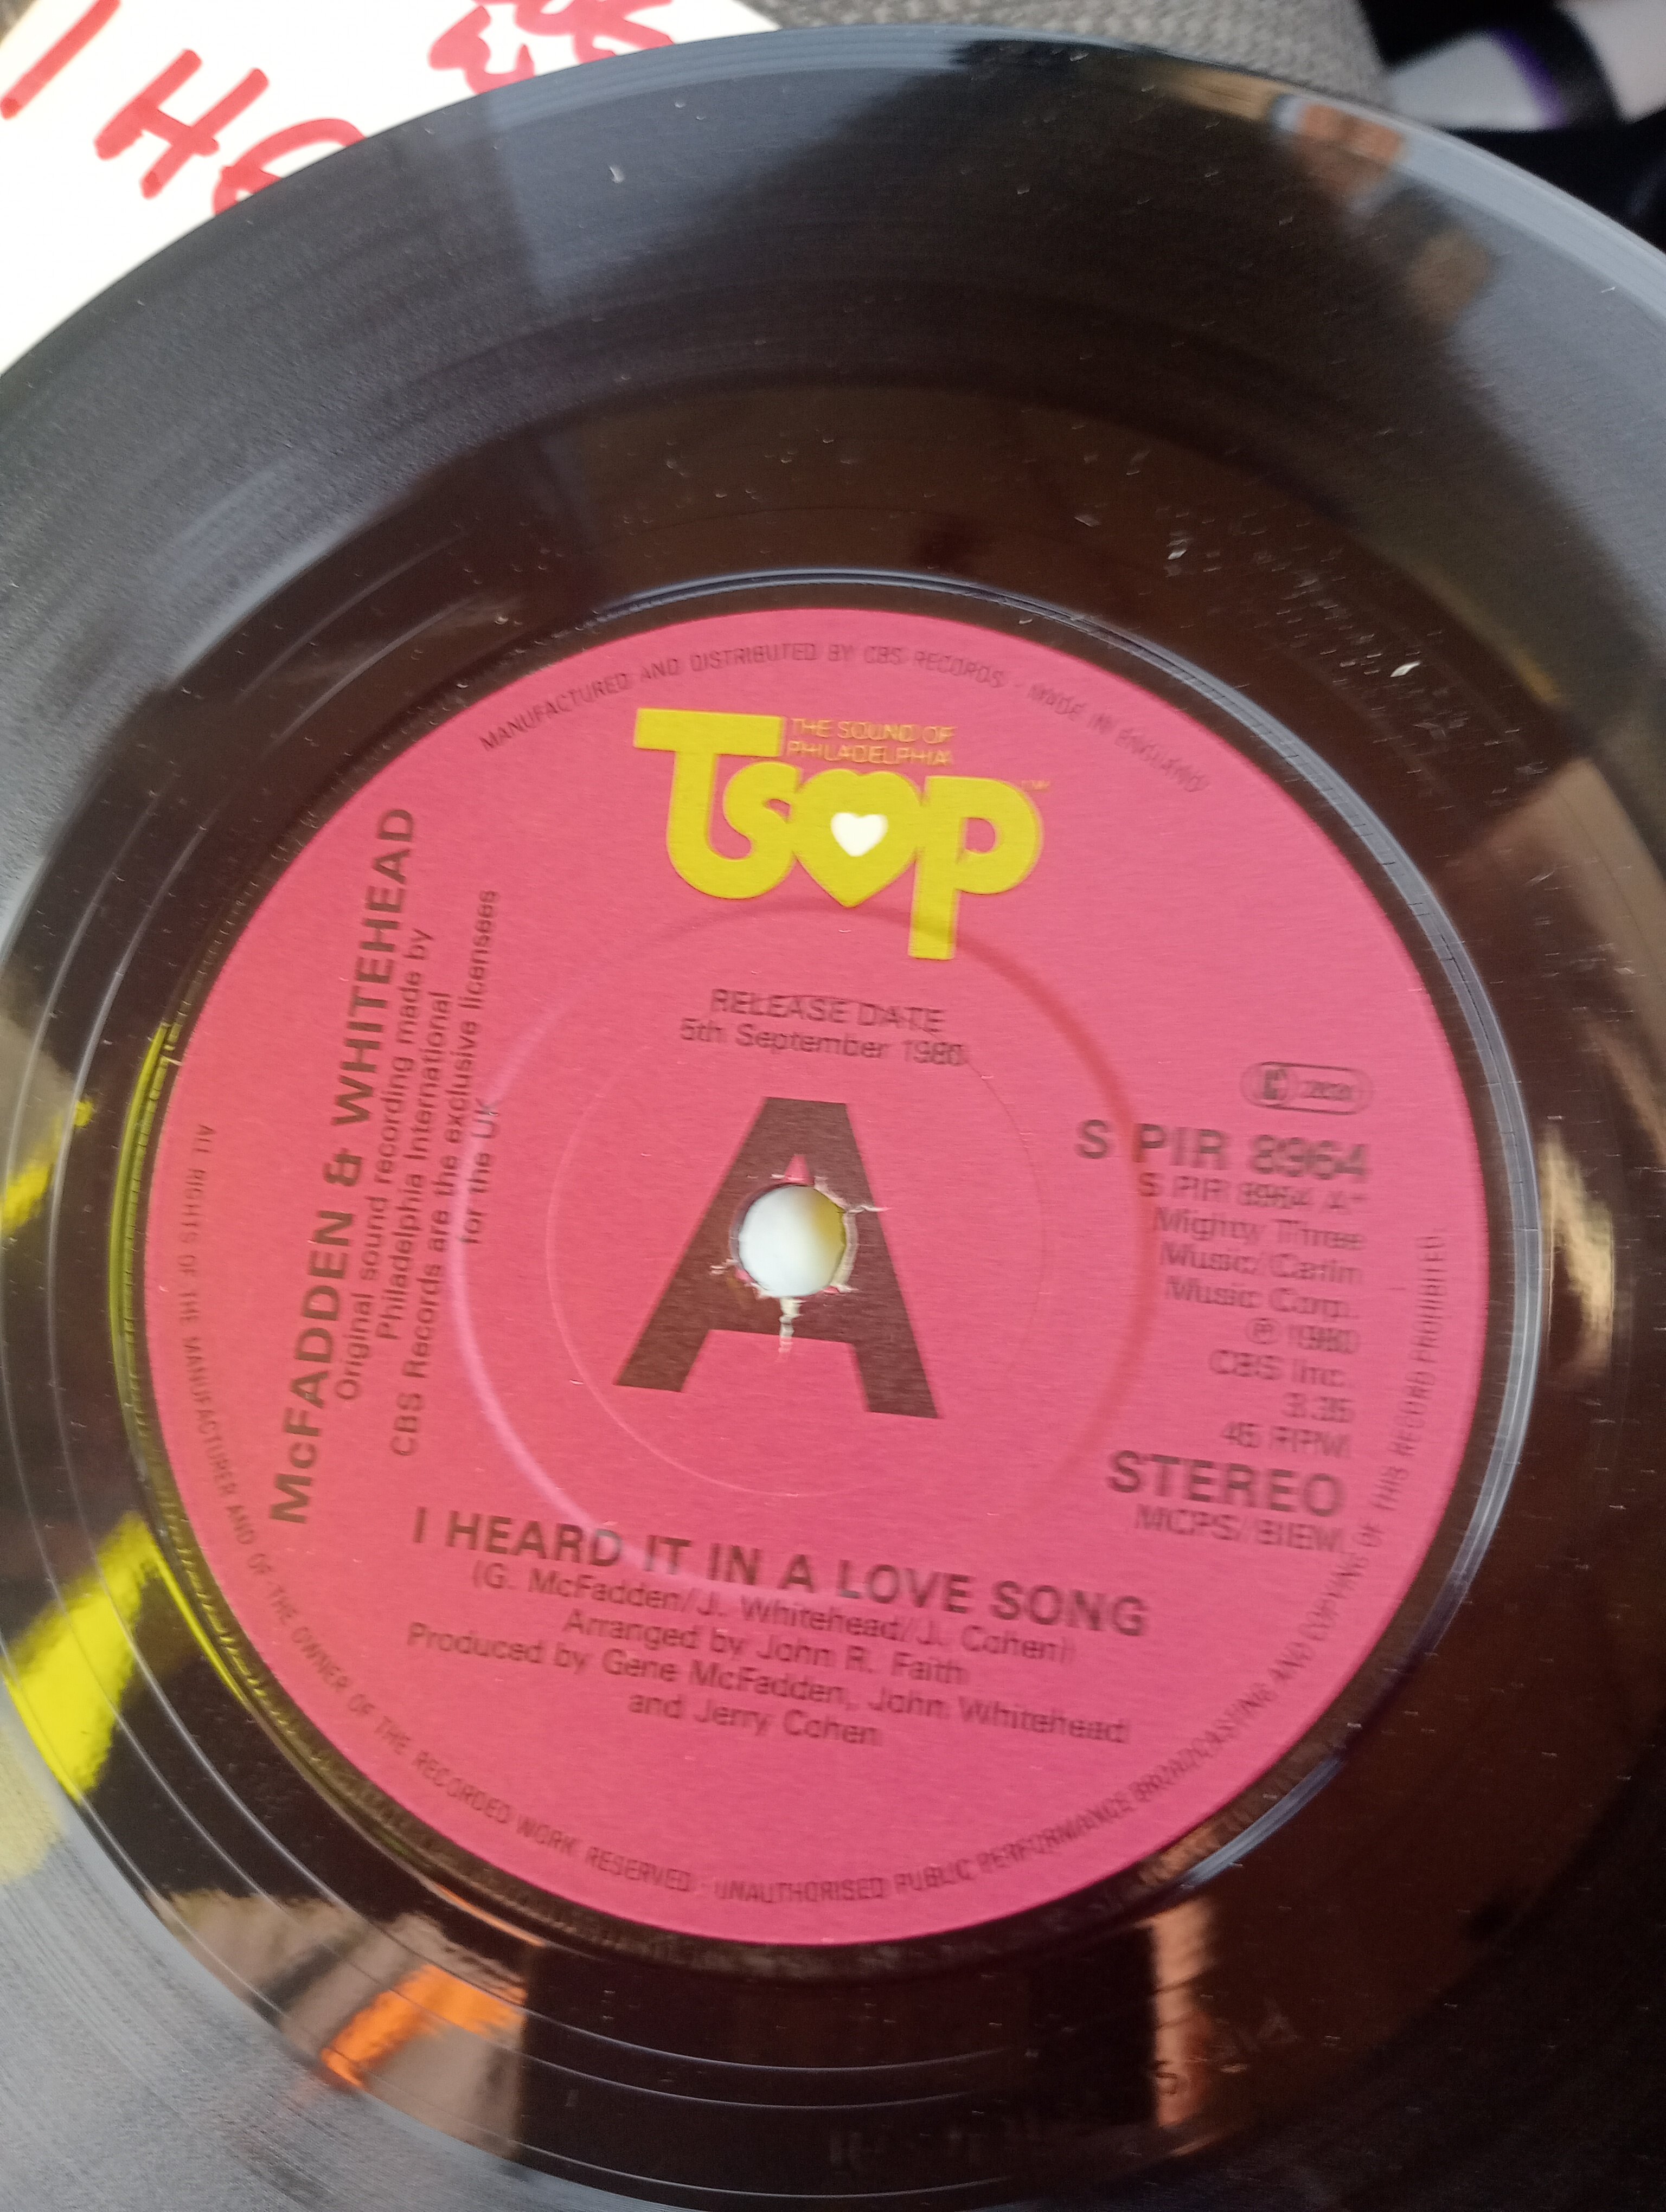 I HE
MANUFACTURED AND DISTRIBUTED BY CBS RECORDS · MADE IN ENGLAND
THE SOUND OF
PHILADELPHIA
TSOP
McFADDEN & WHITEHEAD
Original sound recording made by
Philadelphia International
CBS Records are the exclusive licensees
for the UK
RELEASE DATE
5th September 1980
A
S PIR 8964
S PIR 8964 A*
Mighty Three
Music/Carlin
Music Corp.
℗ 1980
CBS Inc.
3.35
45 RPM
STEREO
MCPS/BIEM
I HEARD IT IN A LOVE SONG
(G. McFadden/J. Whitehead/J. Cohen)
Arranged by John R. Faith
Produced by Gene McFadden, John Whitehead
and Jerry Cohen
ALL RIGHTS OF THE MANUFACTURER AND OF THE OWNER OF THE RECORDED WORK RESERVED · UNAUTHORISED PUBLIC PERFORMANCE BROADCASTING AND COPYING OF THIS RECORD PROHIBITED.